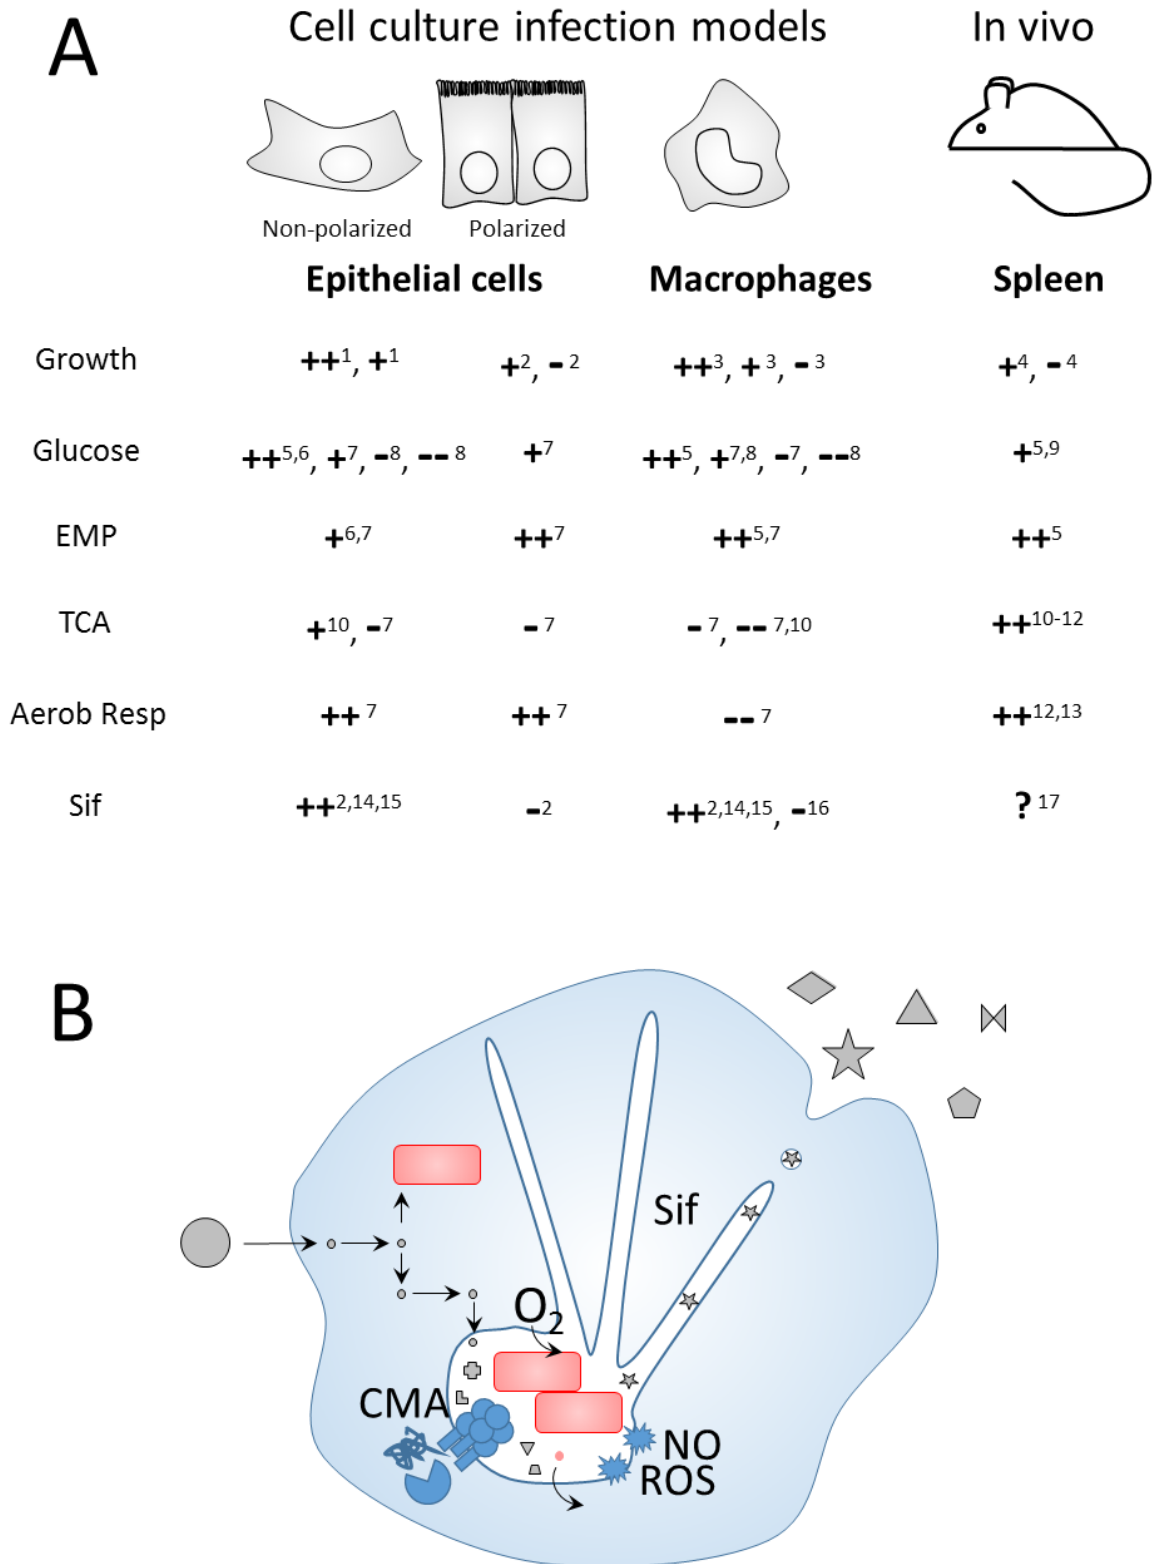 A
Cell culture infection models In vivo
Non-polarized Polarized
Epithelial cells Macrophages Spleen
Growth ++1, +1 +2, - 2 ++3, + 3, - 3 +4, - 4
Glucose ++5,6, +7, -8, -- 8 +7 ++5, +7,8, -7, --8 +5,9
EMP +6,7 ++7 ++5,7 ++5
TCA +10, -7 - 7 - 7, -- 7,10 ++10-12
Aerob Resp ++ 7 ++ 7 -- 7 ++12,13
Sif ++2,14,15 -2 ++2,14,15, -16 ? 17
B
Sif
O2
CMA
NO
ROS